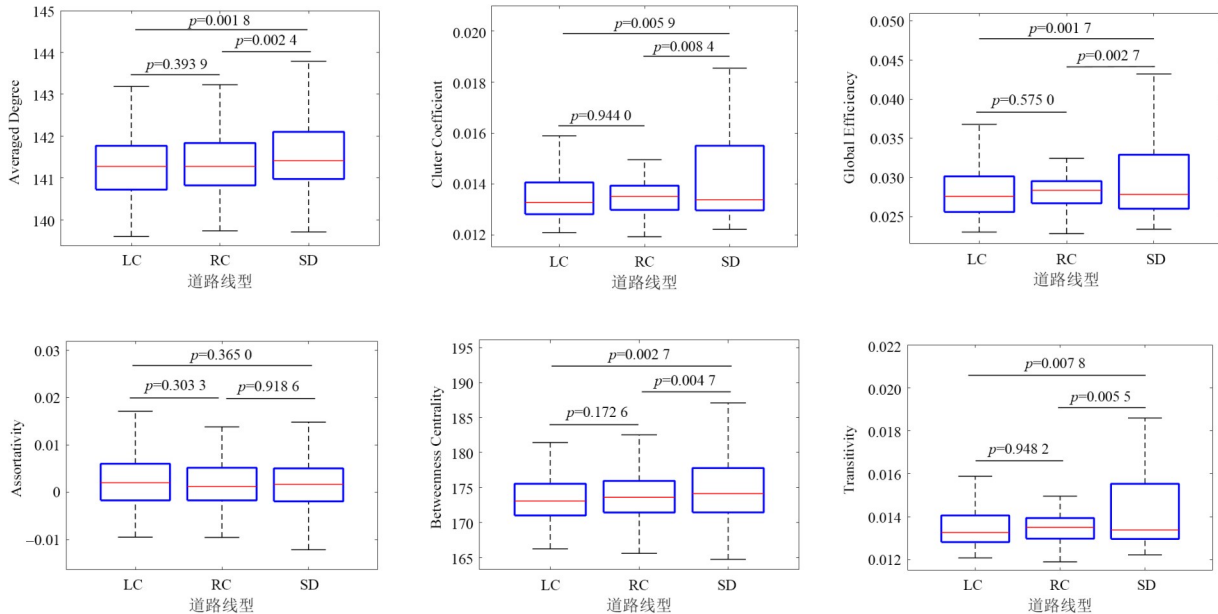 145
144
143
142
141
140
Averaged Degree
p=0.001 8
p=0.002 4
p=0.393 9
LC RC SD
道路线型
0.020
0.018
0.016
0.014
0.012
Cluter Coefficient
p=0.005 9
p=0.008 4
p=0.944 0
LC RC SD
道路线型
0.050
0.045
0.040
0.035
0.030
0.025
Global Efficiency
p=0.001 7
p=0.002 7
p=0.575 0
LC RC SD
道路线型
0.03
0.02
0.01
0
−0.01
Assortativity
p=0.365 0
p=0.303 3 p=0.918 6
LC RC SD
道路线型
195
190
185
180
175
170
165
Betweenness Centrality
p=0.002 7
p=0.004 7
p=0.172 6
LC RC SD
道路线型
0.022
0.020
0.018
0.016
0.014
0.012
Transitivity
p=0.007 8
p=0.005 5
p=0.948 2
LC RC SD
道路线型